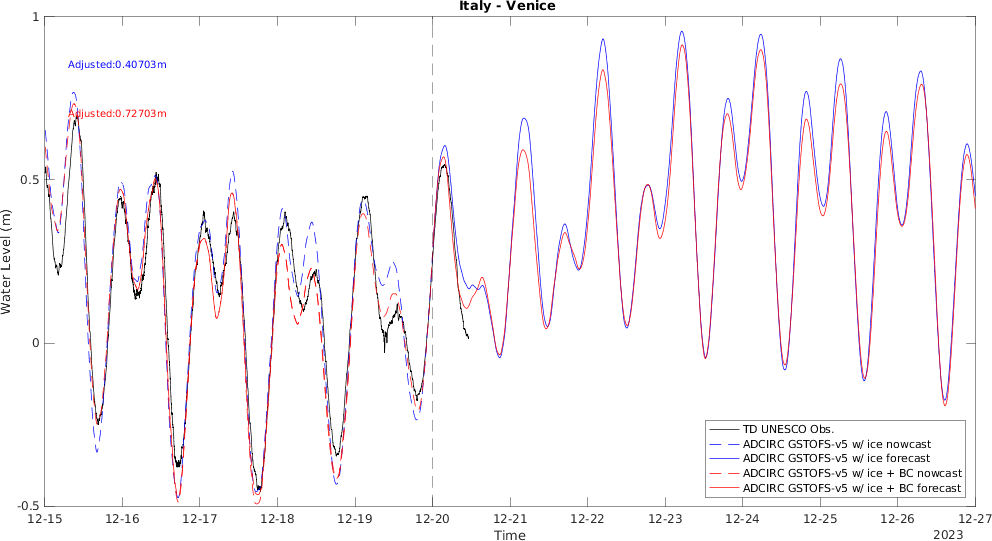 Italy - Venice
1
Adjusted:0.40703m
Adjusted:0.72703m
0.5
Water Level (m)
0
-0.5
TD UNESCO Obs.
ADCIRC GSTOFS-v5 w/ ice nowcast
ADCIRC GSTOFS-v5 w/ ice forecast
ADCIRC GSTOFS-v5 w/ ice + BC nowcast
ADCIRC GSTOFS-v5 w/ ice + BC forecast
12-15 12-16 12-17 12-18 12-19 12-20 12-21 12-22 12-23 12-24 12-25 12-26 12-27
Time
2023